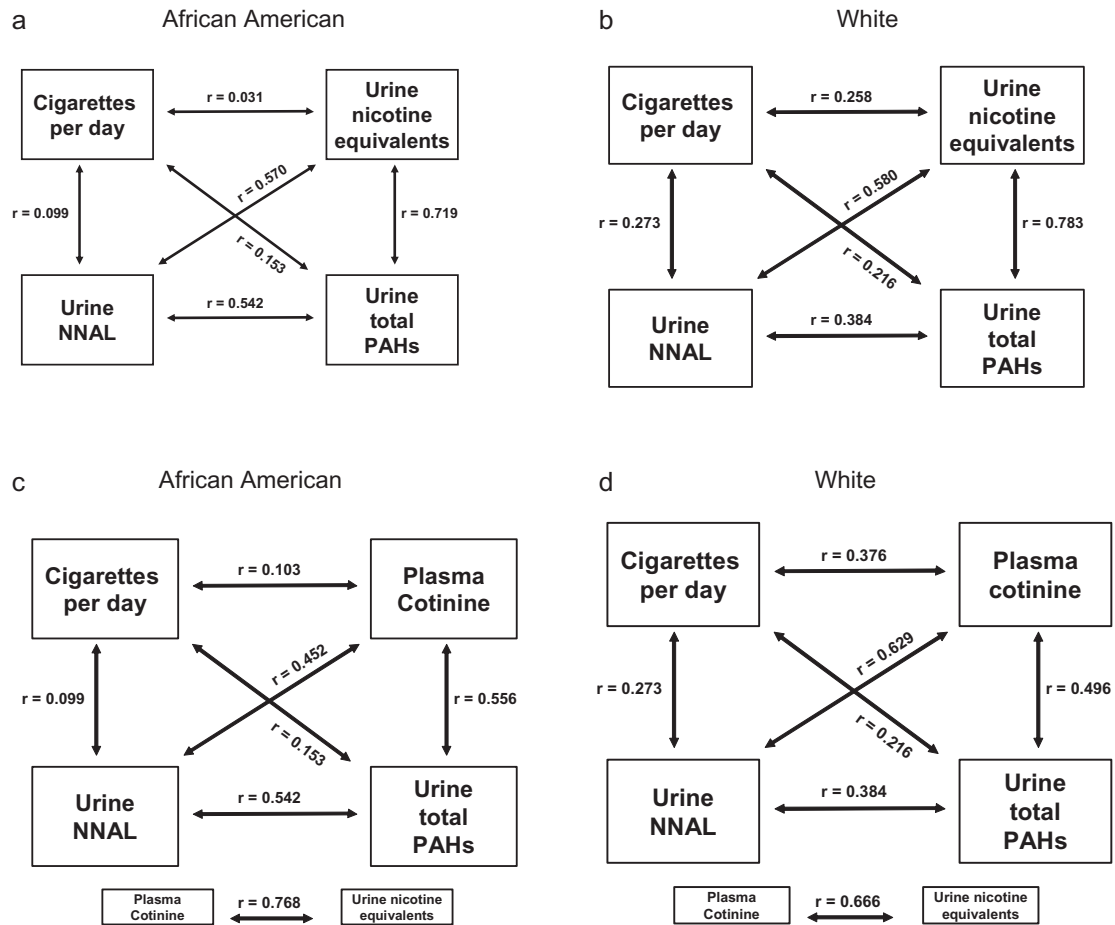 a
African American
b
White
Cigarettes
per day
r = 0.031
Urine
nicotine
equivalents
r = 0.099
r = 0.570
r = 0.153
r = 0.719
Urine
NNAL
r = 0.542
Urine
total
PAHs
Cigarettes
per day
r = 0.258
Urine
nicotine
equivalents
r = 0.273
r = 0.580
r = 0.216
r = 0.783
Urine
NNAL
r = 0.384
Urine
total
PAHs
c
African American
d
White
Cigarettes
per day
r = 0.103
Plasma
Cotinine
r = 0.099
r = 0.452
r = 0.153
r = 0.556
Urine
NNAL
r = 0.542
Urine
total
PAHs
Plasma
Cotinine
r = 0.768
Urine nicotine
equivalents
Cigarettes
per day
r = 0.376
Plasma
cotinine
r = 0.273
r = 0.629
r = 0.216
r = 0.496
Urine
NNAL
r = 0.384
Urine
total
PAHs
Plasma
Cotinine
r = 0.666
Urine nicotine
equivalents